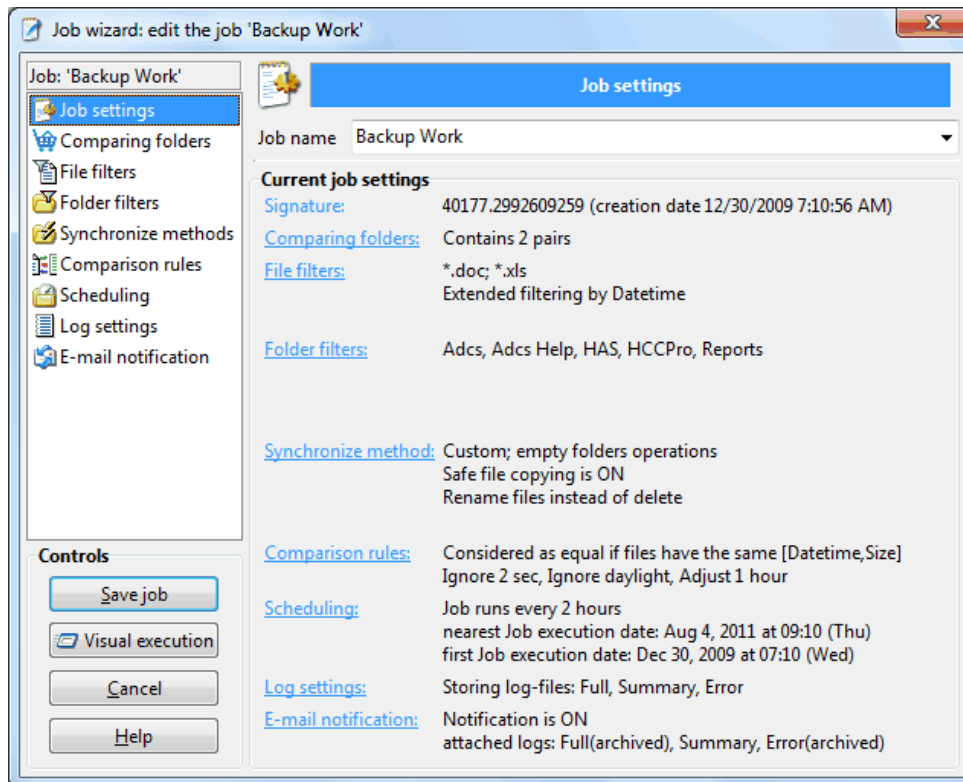 Job wizard: edit the job 'Backup Work'
Job: 'Backup Work'
Job settings
Comparing folders
File filters
Folder filters
Synchronize methods
Comparison rules
Scheduling
Log settings
E-mail notification
Controls
Save job
Visual execution
Cancel
Help
Job settings
Job name Backup Work
Current job settings
Signature: 40177.2992609259 (creation date 12/30/2009 7:10:56 AM)
Comparing folders: Contains 2 pairs
File filters: *.doc; *.xls
Extended filtering by Datetime
Folder filters: Adcs, Adcs Help, HAS, HCCPro, Reports
Synchronize method: Custom; empty folders operations
Safe file copying is ON
Rename files instead of delete
Comparison rules: Considered as equal if files have the same [Datetime,Size]
Ignore 2 sec, Ignore daylight, Adjust 1 hour
Scheduling: Job runs every 2 hours
nearest Job execution date: Aug 4, 2011 at 09:10 (Thu)
first Job execution date: Dec 30, 2009 at 07:10 (Wed)
Log settings: Storing log-files: Full, Summary, Error
E-mail notification: Notification is ON
attached logs: Full(archived), Summary, Error(archived)